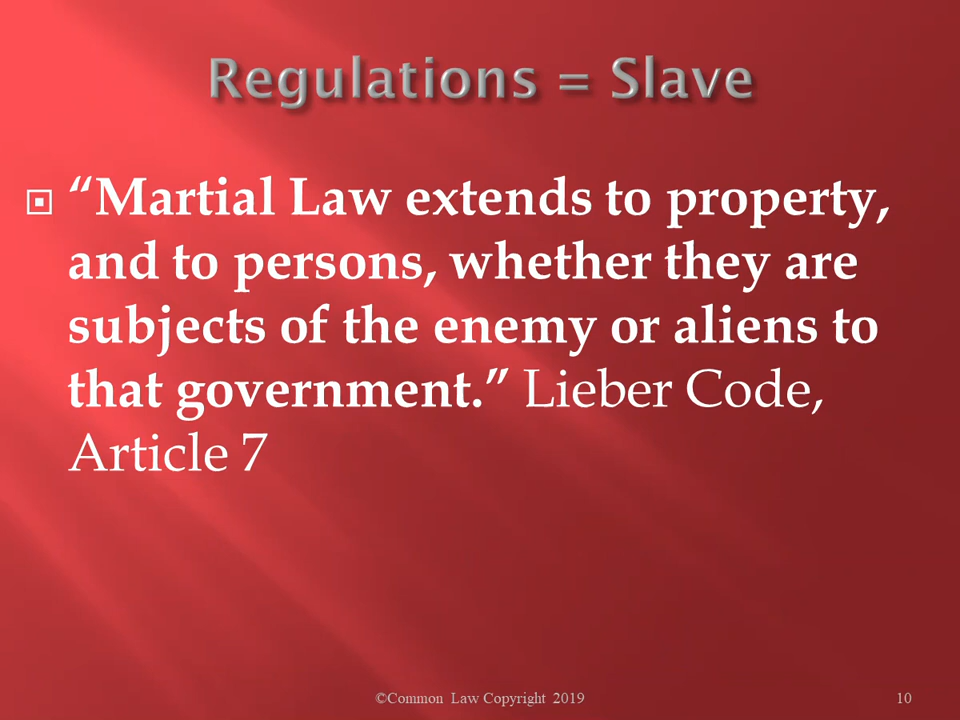 Regulations = Slave
“Martial Law extends to property,
and to persons, whether they are
subjects of the enemy or aliens to
that government.” Lieber Code,
Article 7
©Common Law Copyright 2019
10